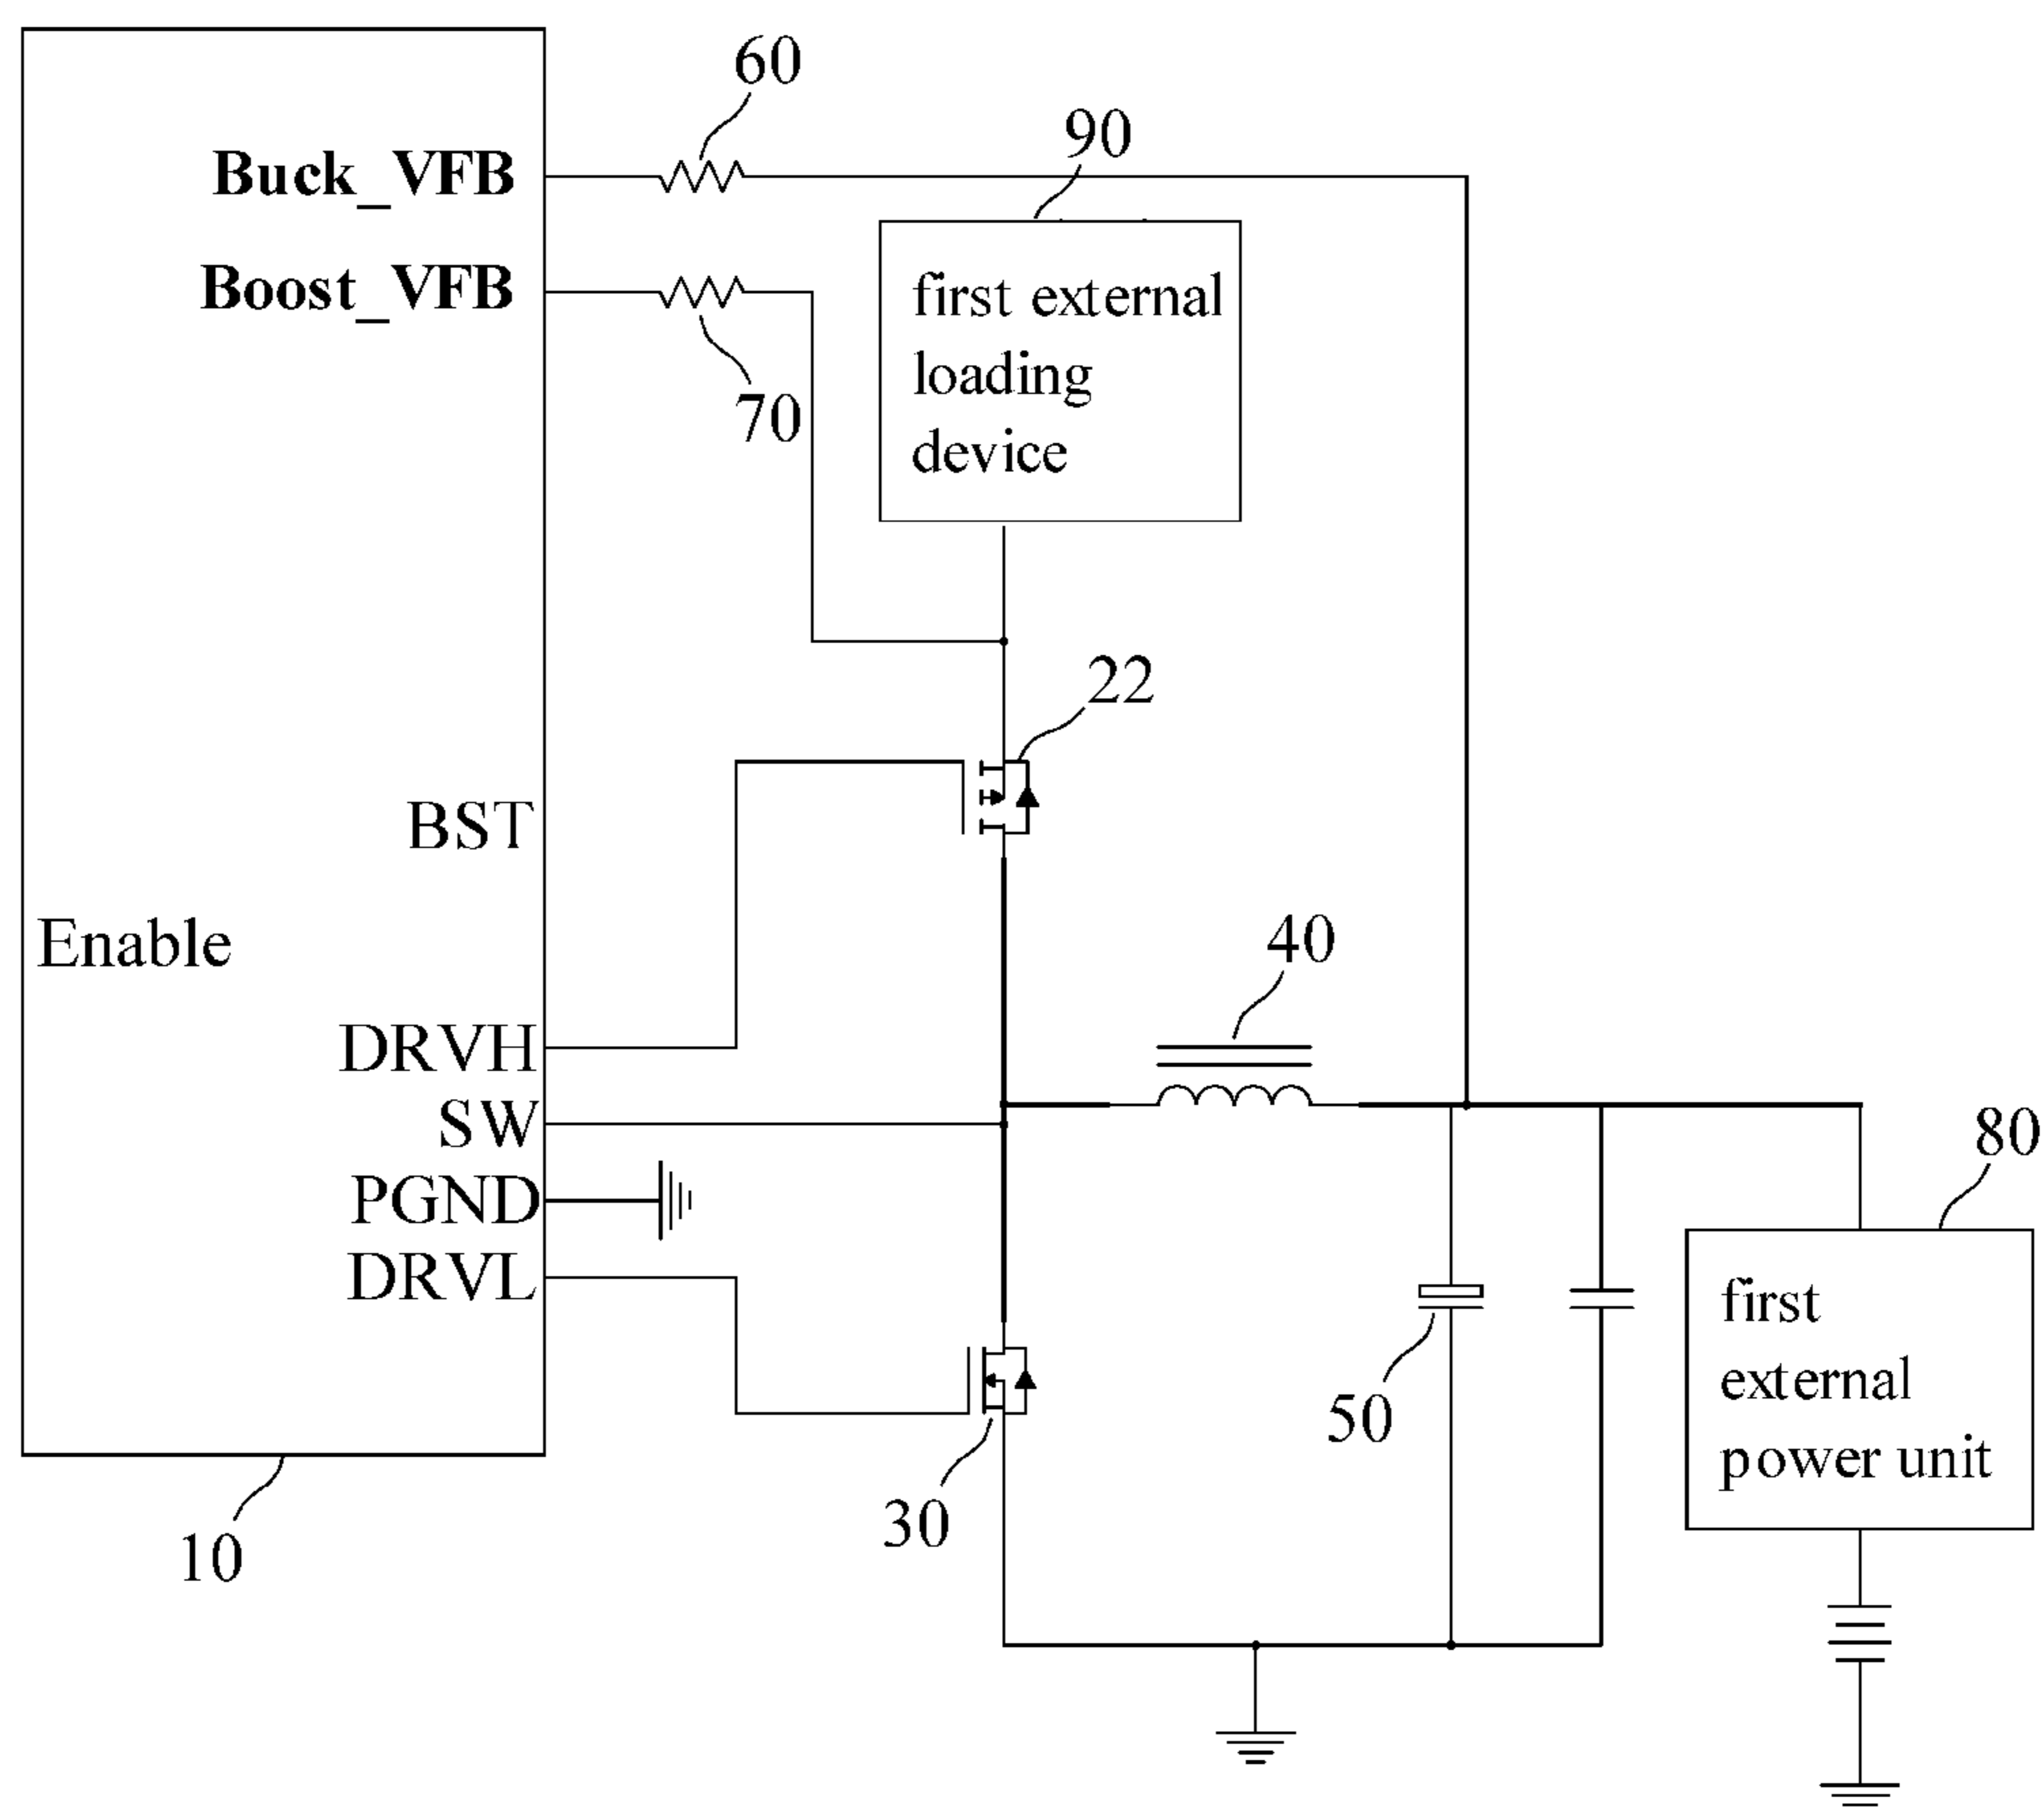 60
90
Buck_VFB
Boost_VFB
first external
loading
device
70
22
BST
Enable
40
DRVH
SW
80
PGND
DRVL
first
external
power unit
50
30
10